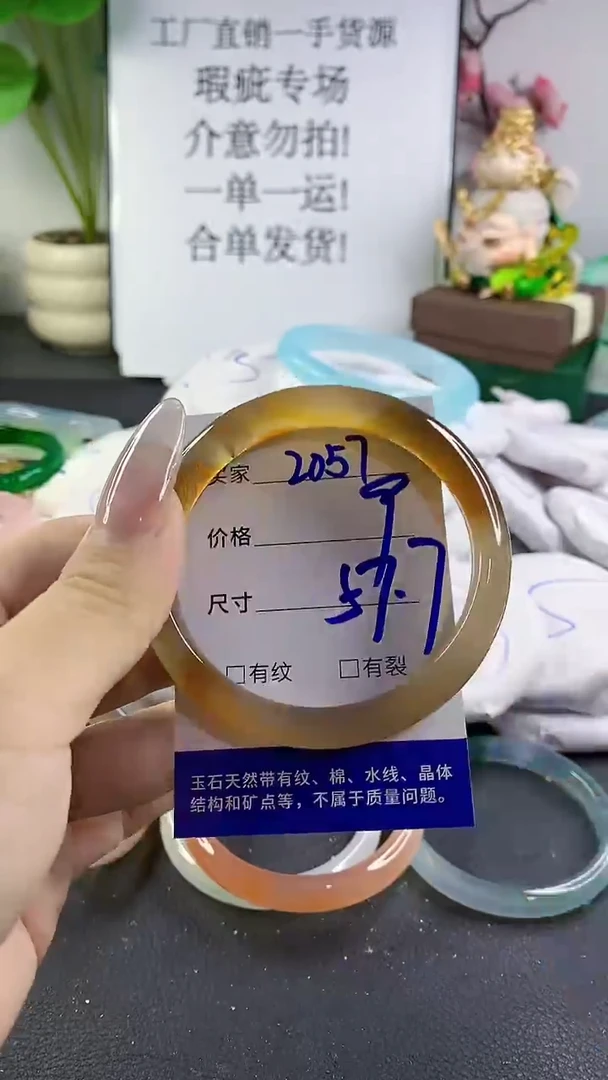 工厂直销一手货源
瑕疵专场
介意勿拍!
一单一运!
合单发货!
买家 2057
价格
尺寸 57.7
□有纹 □有裂
玉石天然带有纹、棉、水线、晶体
结构和矿点等，不属于质量问题。